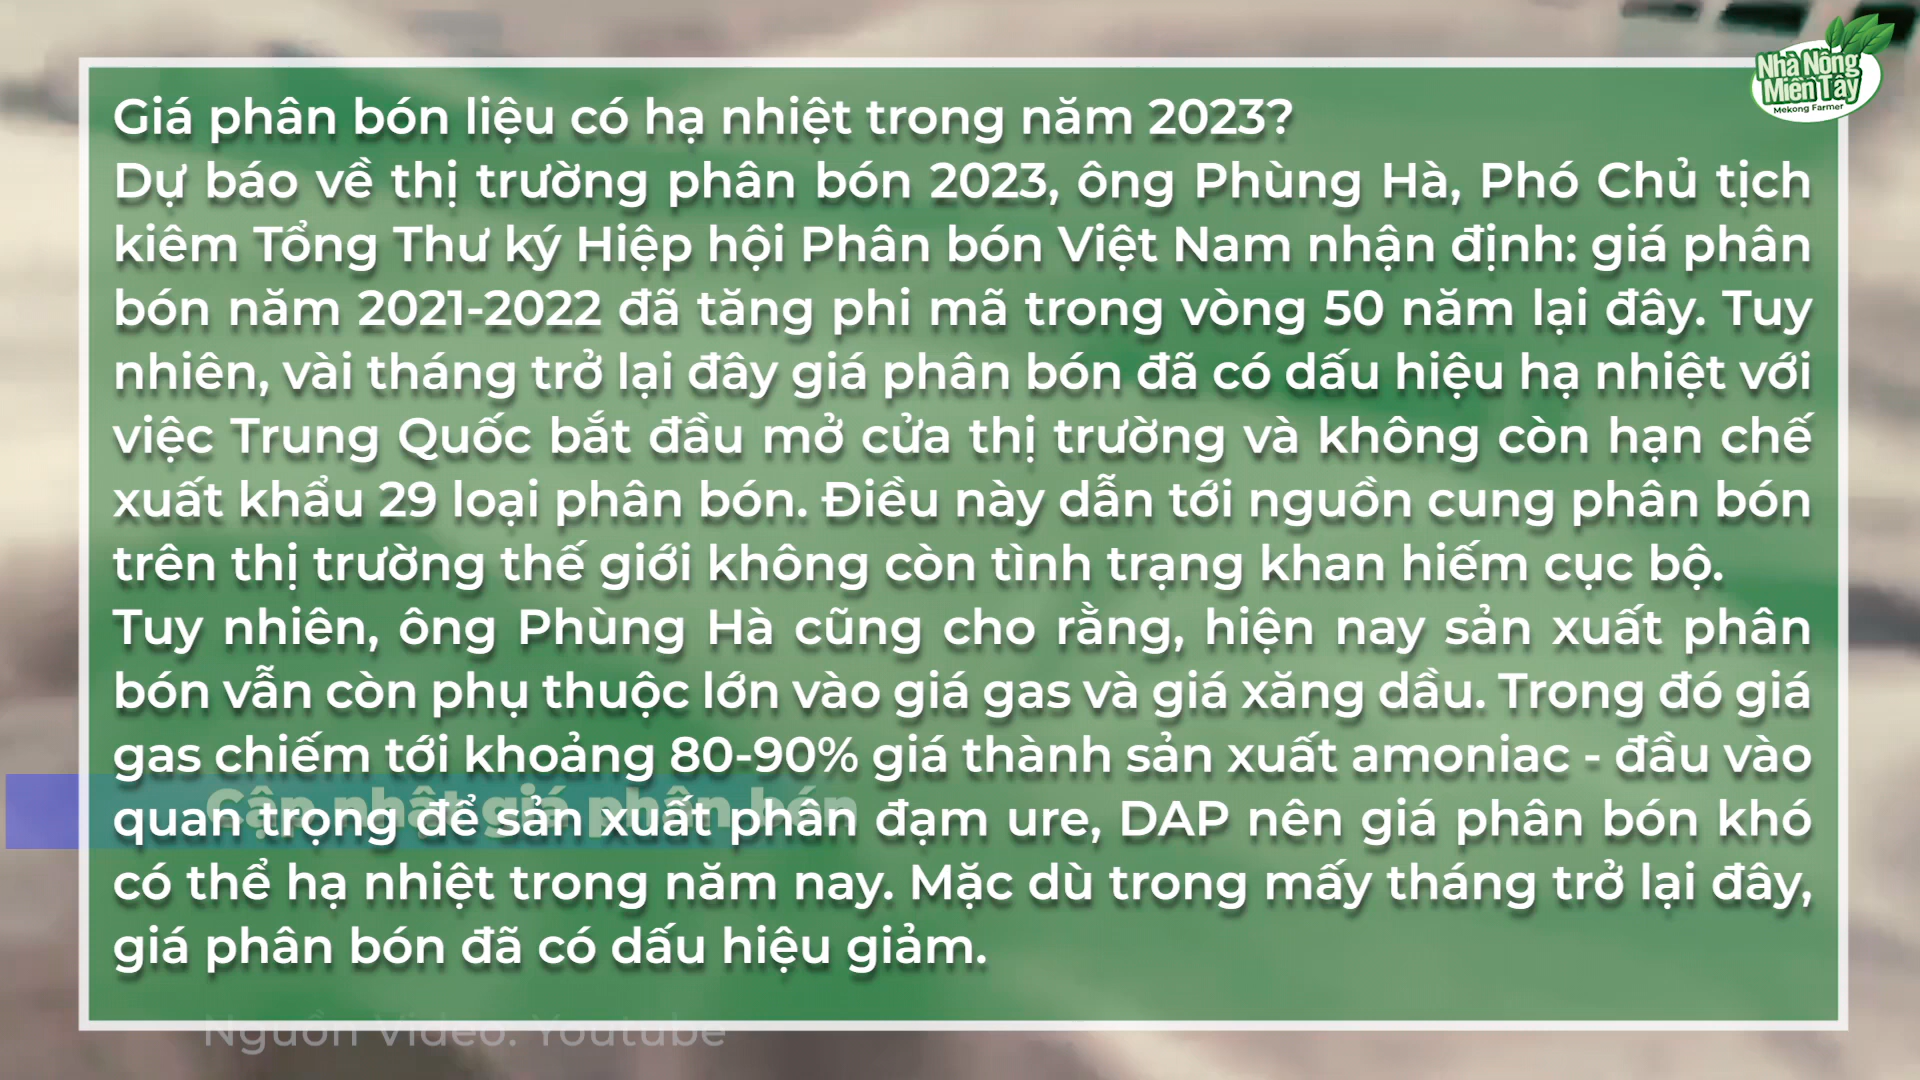 Nhà Nông
Miền Tây
Mekong Farmer
Giá phân bón liệu có hạ nhiệt trong năm 2023?
Dự báo về thị trường phân bón 2023, ông Phùng Hà, Phó Chủ tịch
kiêm Tổng Thư ký Hiệp hội Phân bón Việt Nam nhận định: giá phân
bón năm 2021-2022 đã tăng phi mã trong vòng 50 năm lại đây. Tuy
nhiên, vài tháng trở lại đây giá phân bón đã có dấu hiệu hạ nhiệt với
việc Trung Quốc bắt đầu mở cửa thị trường và không còn hạn chế
xuất khẩu 29 loại phân bón. Điều này dẫn tới nguồn cung phân bón
trên thị trường thế giới không còn tình trạng khan hiếm cục bộ.
Tuy nhiên, ông Phùng Hà cũng cho rằng, hiện nay sản xuất phân
bón vẫn còn phụ thuộc lớn vào giá gas và giá xăng dầu. Trong đó giá
gas chiếm tới khoảng 80-90% giá thành sản xuất amoniac - đầu vào
quan trọng để sản xuất phân đạm ure, DAP nên giá phân bón khó
có thể hạ nhiệt trong năm nay. Mặc dù trong mấy tháng trở lại đây,
giá phân bón đã có dấu hiệu giảm.
Cập nhật giá phân bón
Nguồn Video: Youtube